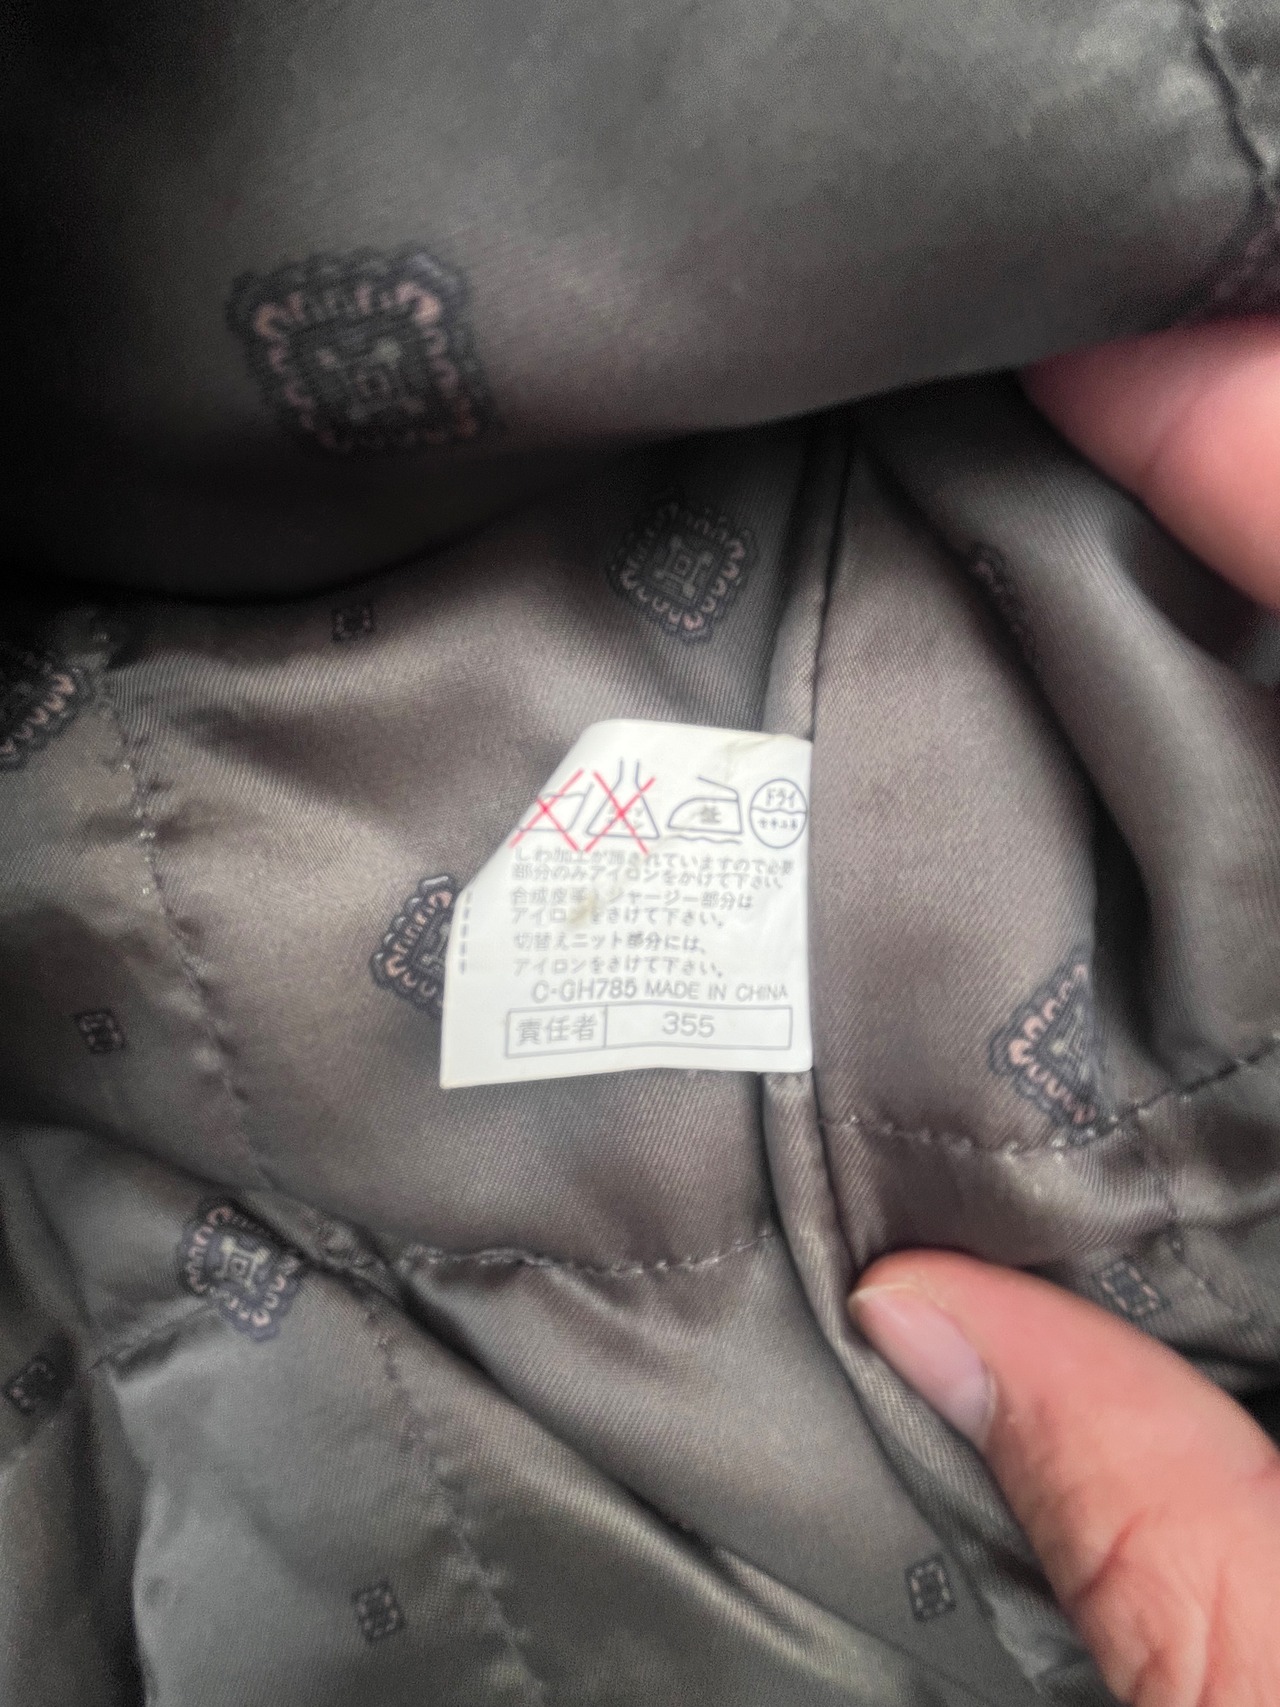 ドライ
セキユ系
しわ加工が施されていますので必要
部分のみアイロンをかけて下さい。
合成皮革、ジャージー部分は
アイロンをさけて下さい。
切替えニット部分には、
アイロンをさけて下さい。
C-GH785 MADE IN CHINA
責任者 355